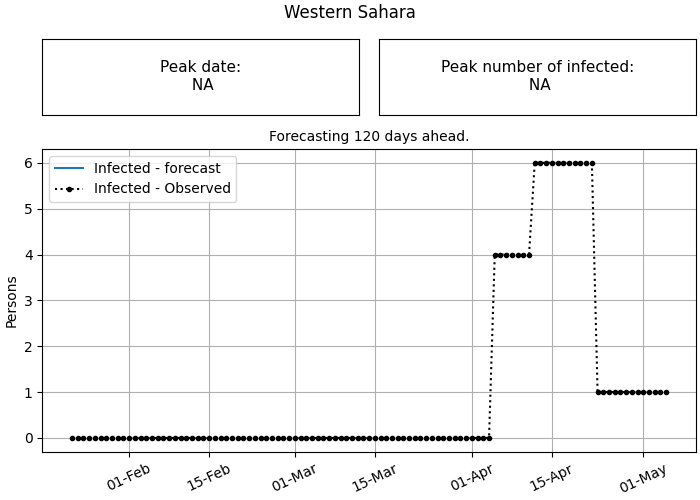 Western Sahara
Peak date:
NA
Peak number of infected:
NA
Forecasting 120 days ahead.
Infected - forecast
Infected - Observed
Persons
6
5
4
3
2
1
0
01-Feb
15-Feb
01-Mar
15-Mar
01-Apr
15-Apr
01-May